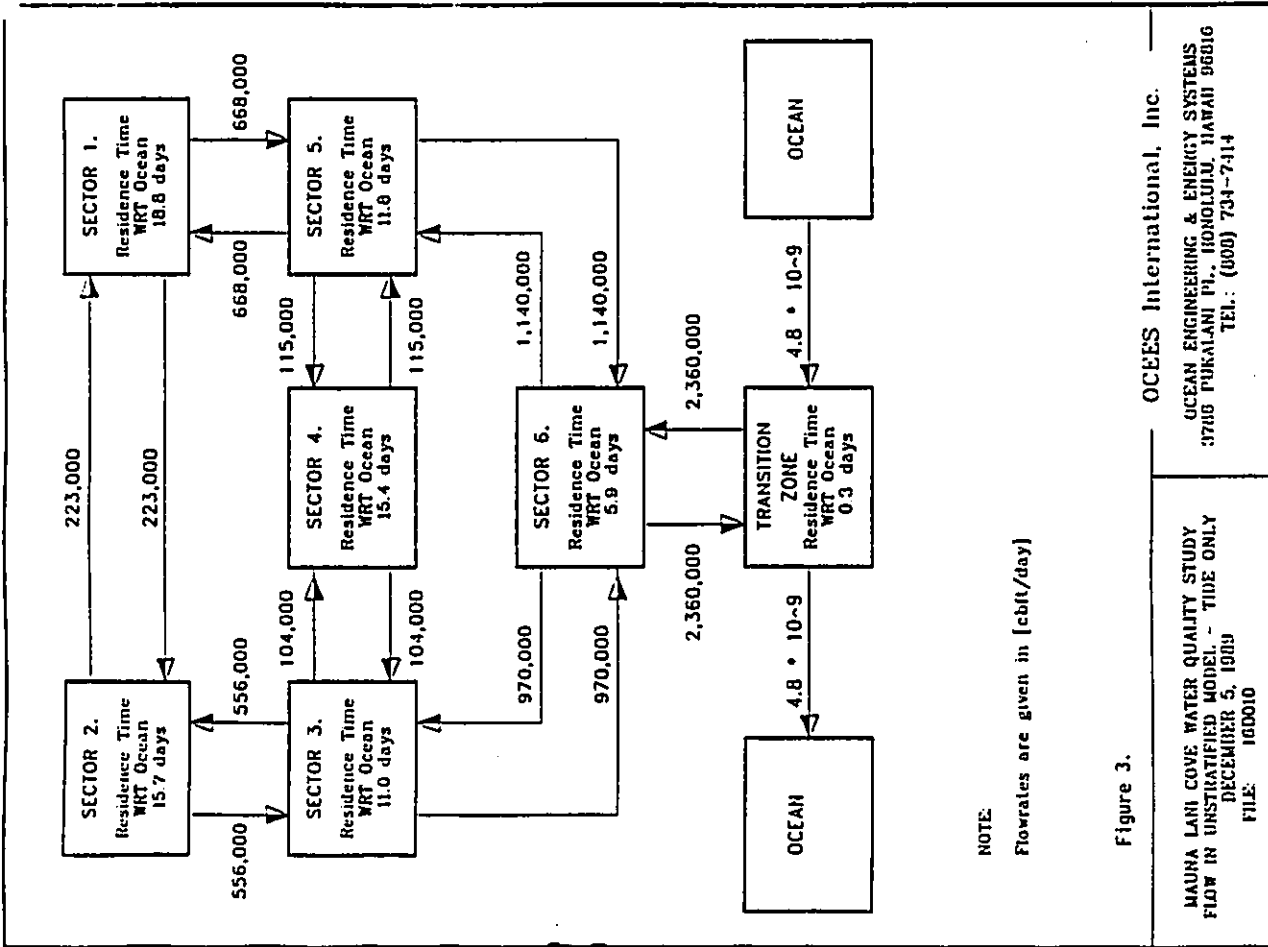 SECTOR 2.
Residence Time
WRT Ocean
15.7 days
223,000
223,000
SECTOR 1.
Residence Time
WRT Ocean
18.8 days
556,000
556,000
668,000
668,000
SECTOR 3.
Residence Time
WRT Ocean
11.0 days
104,000
104,000
SECTOR 4.
Residence Time
WRT Ocean
15.4 days
115,000
115,000
SECTOR 5.
Residence Time
WRT Ocean
11.8 days
970,000
970,000
SECTOR 6.
Residence Time
WRT Ocean
5.9 days
1,140,000
1,140,000
2,360,000
2,360,000
OCEAN
4.8 * 10~9
TRANSITION
ZONE
Residence Time
WRT Ocean
0.3 days
4.8 * 10~9
OCEAN
NOTE:
Flowrates are given in [cbft/day]
Figure 3.
OCEES International, Inc.
MAUNA LANI COVE WATER QUALITY STUDY
FLOW IN UNSTRATIFIED MODEL - TIDE ONLY
DECEMBER 5, 1989
FILE:
OCEAN ENGINEERING & ENERGY SYSTEMS
PUKALANI PL., HONOLULU, HAWAII 96816
TEL.: (808) 734-7414